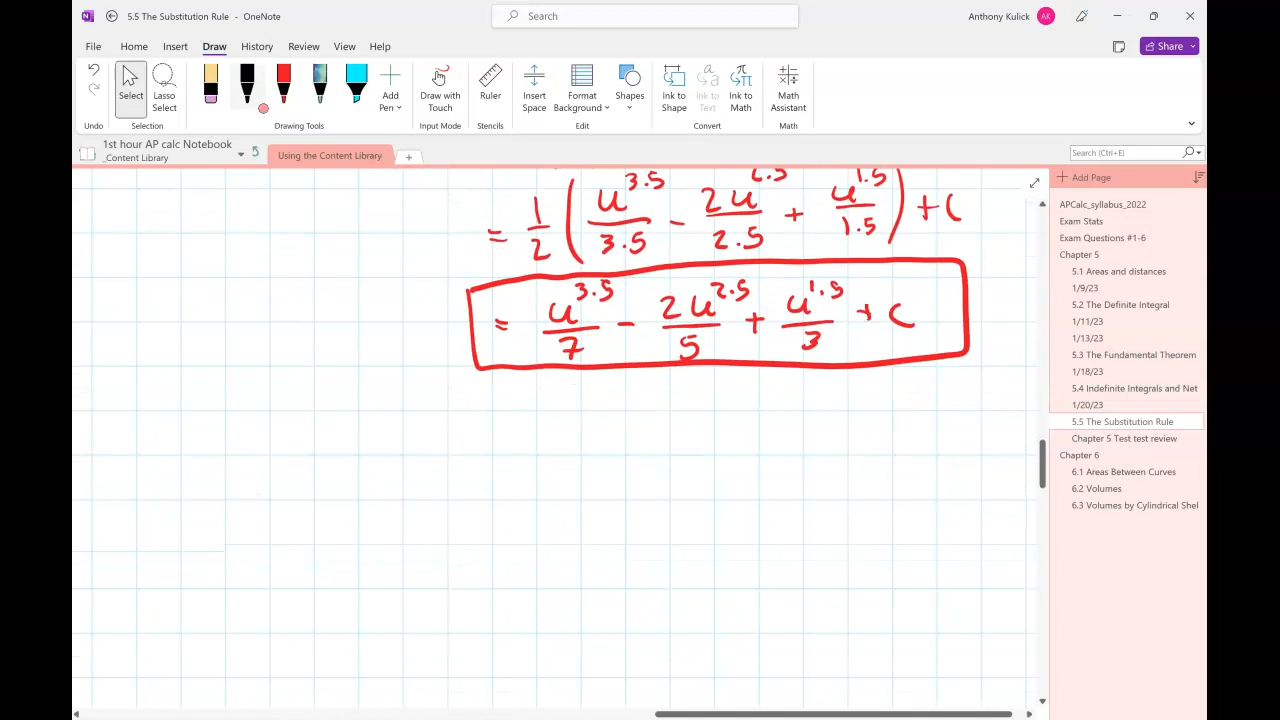 5.5 The Substitution Rule - OneNote
Search
Anthony Kulick
AK
File Home Insert Draw History Review View Help
Share
Select
Lasso Select
Add Pen
Draw with Touch
Ruler
Insert Space
Format Background
Shapes
Ink to Shape
Ink to Text
Ink to Math
Math Assistant
Undo
Selection
Drawing Tools
Input Mode
Stencils
Edit
Convert
Math
1st hour AP calc Notebook
_Content Library
Using the Content Library
Search (Ctrl+E)
Add Page
APCalc_syllabus_2022
Exam Stats
Exam Questions #1-6
Chapter 5
5.1 Areas and distances
1/9/23
5.2 The Definite Integral
1/11/23
1/13/23
5.3 The Fundamental Theorem
1/18/23
5.4 Indefinite Integrals and Net
1/20/23
5.5 The Substitution Rule
Chapter 5 Test test review
Chapter 6
6.1 Areas Between Curves
6.2 Volumes
6.3 Volumes by Cylindrical Shel
= 1/2 (u^3.5/3.5 - 2u^2.5/2.5 + u^1.5/1.5) + C
= u^3.5/7 - 2u^2.5/5 + u^1.5/3 + C